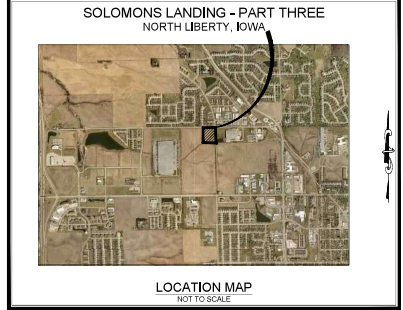 SOLOMONS LANDING - PART THREE
NORTH LIBERTY, IOWA
LOCATION MAP
NOT TO SCALE